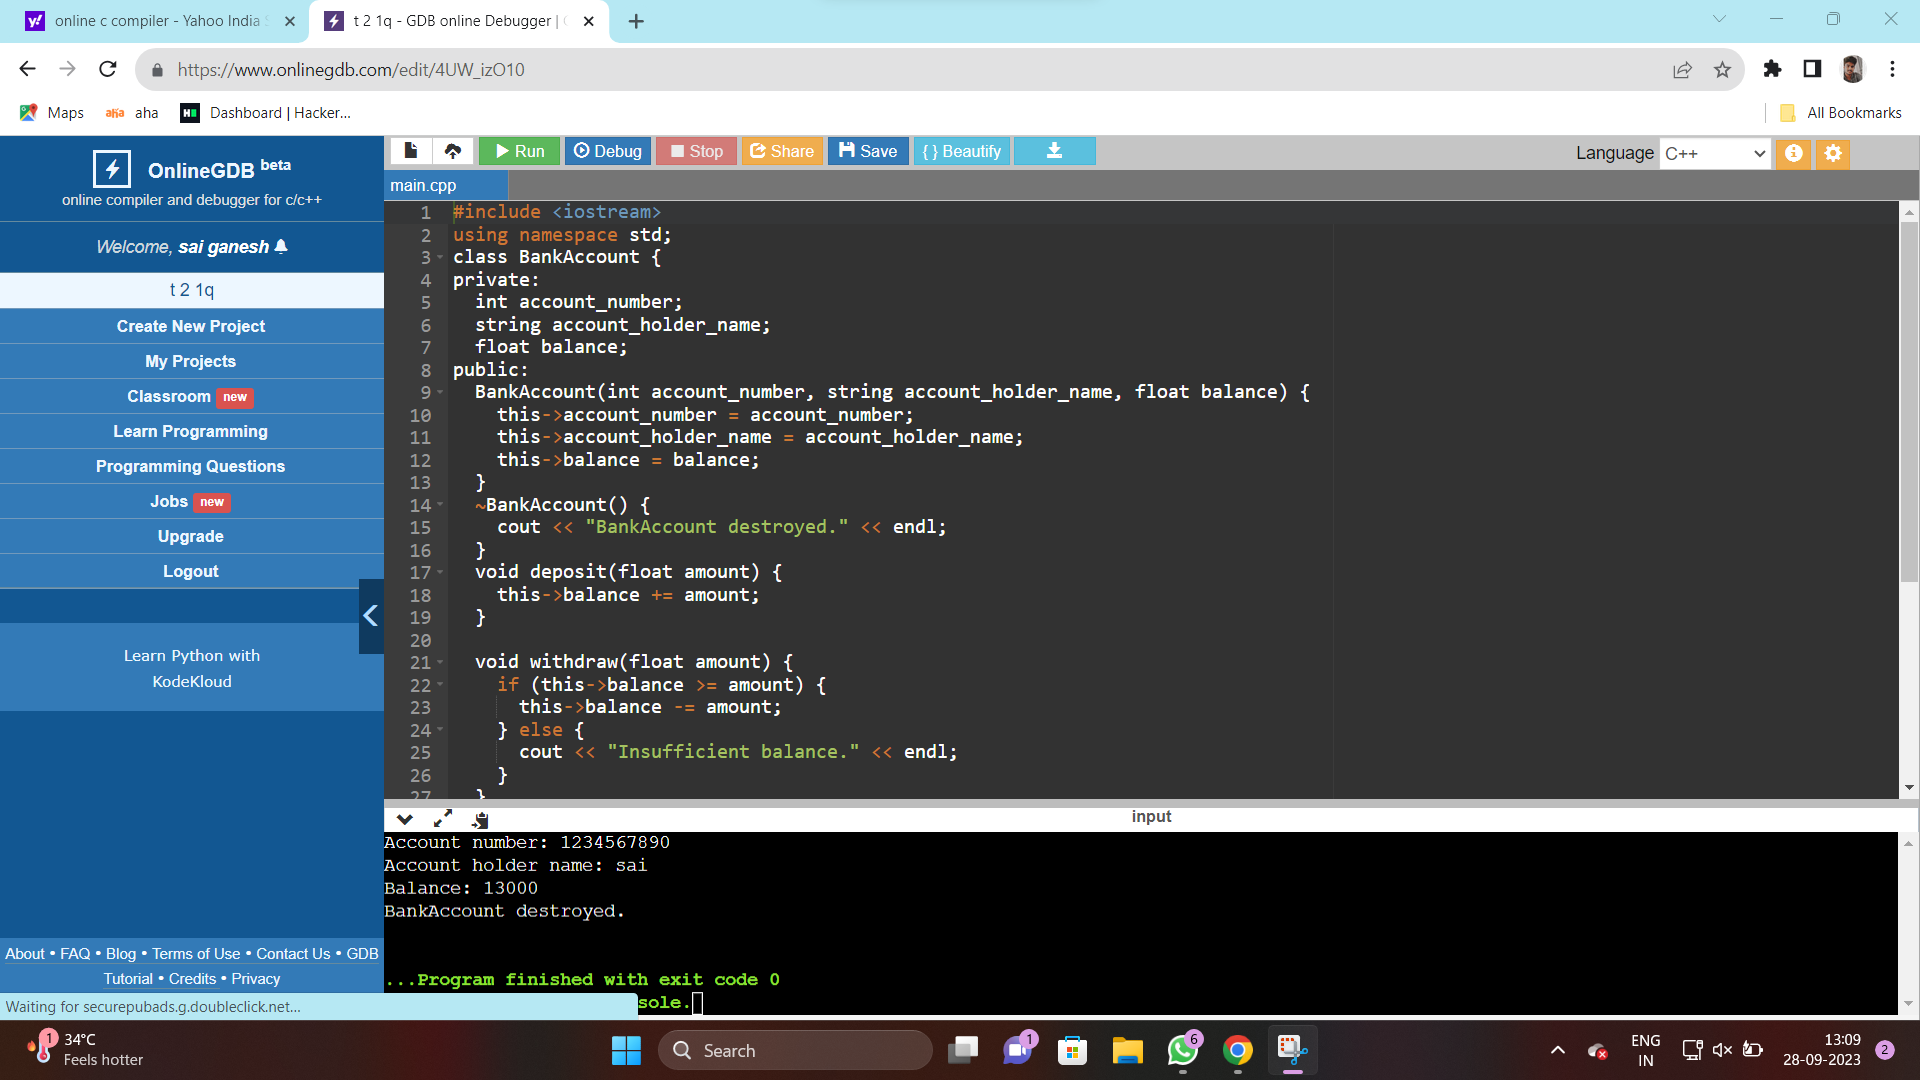 online c compiler - Yahoo India
t 2 1q - GDB online Debugger |
https://www.onlinegdb.com/edit/4UW_izO10
Maps
aha aha
Dashboard | Hacker...
All Bookmarks
OnlineGDB beta
online compiler and debugger for c/c++
Welcome, sai ganesh
t 2 1q
Create New Project
My Projects
Classroom new
Learn Programming
Programming Questions
Jobs new
Upgrade
Logout
Learn Python with
KodeKloud
About • FAQ • Blog • Terms of Use • Contact Us • GDB
Tutorial • Credits • Privacy
Waiting for securepubads.g.doubleclick.net...
Run Debug Stop Share Save { } Beautify
Language C++
main.cpp
1 #include <iostream>
2 using namespace std;
3 class BankAccount {
4 private:
5 int account_number;
6 string account_holder_name;
7 float balance;
8 public:
9 BankAccount(int account_number, string account_holder_name, float balance) {
10 this->account_number = account_number;
11 this->account_holder_name = account_holder_name;
12 this->balance = balance;
13 }
14 ~BankAccount() {
15 cout << "BankAccount destroyed." << endl;
16 }
17 void deposit(float amount) {
18 this->balance += amount;
19 }
20
21 void withdraw(float amount) {
22 if (this->balance >= amount) {
23 this->balance -= amount;
24 } else {
25 cout << "Insufficient balance." << endl;
26 }
27 }
input
Account number: 1234567890
Account holder name: sai
Balance: 13000
BankAccount destroyed.
...Program finished with exit code 0
sole.
1
34°C
Feels hotter
Search
1
6
ENG
IN
13:09
28-09-2023
2